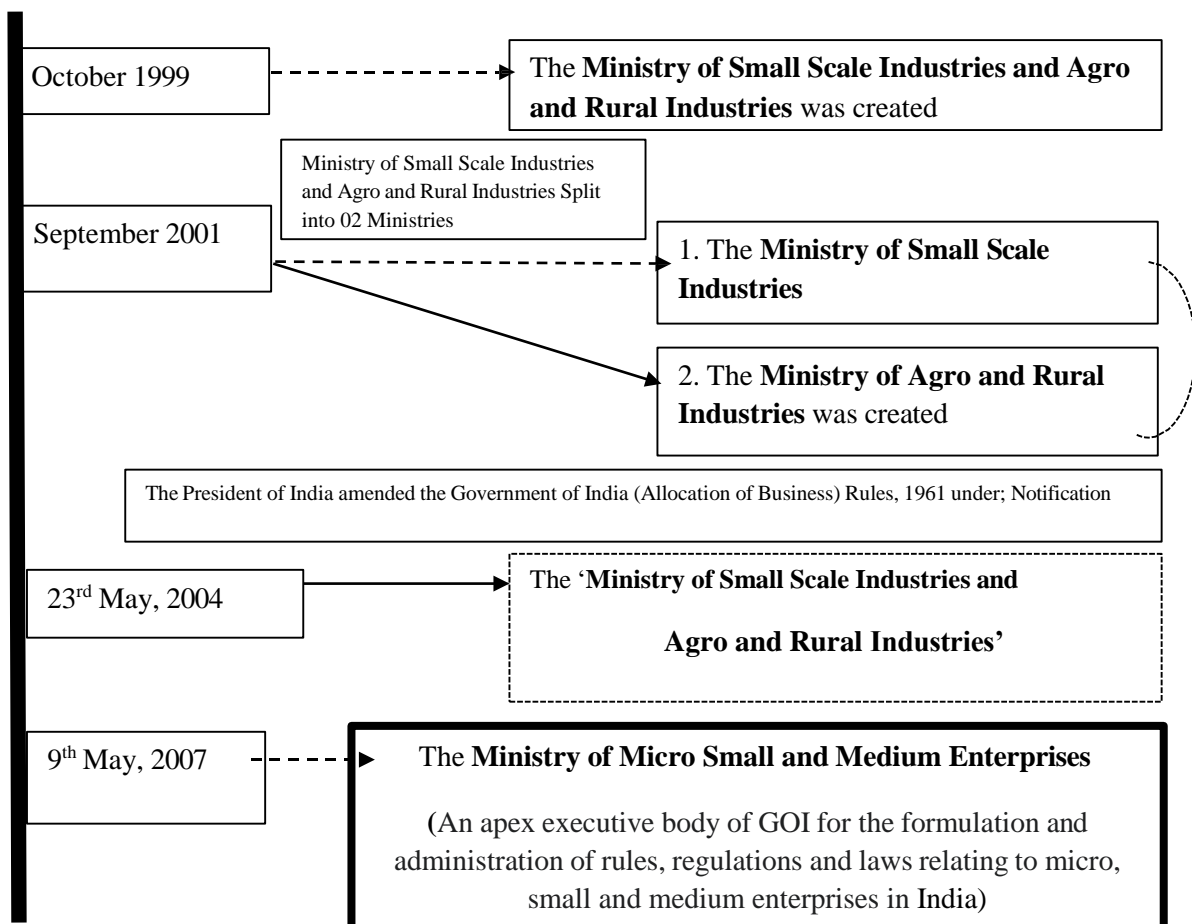 October 1999
The Ministry of Small Scale Industries and Agro
and Rural Industries was created
Ministry of Small Scale Industries
and Agro and Rural Industries Split
into 02 Ministries
September 2001
1. The Ministry of Small Scale
Industries
2. The Ministry of Agro and Rural
Industries was created
The President of India amended the Government of India (Allocation of Business) Rules, 1961 under; Notification
23rd May, 2004
The ‘Ministry of Small Scale Industries and
Agro and Rural Industries’
9th May, 2007
The Ministry of Micro Small and Medium Enterprises
(An apex executive body of GOI for the formulation and
administration of rules, regulations and laws relating to micro,
small and medium enterprises in India)